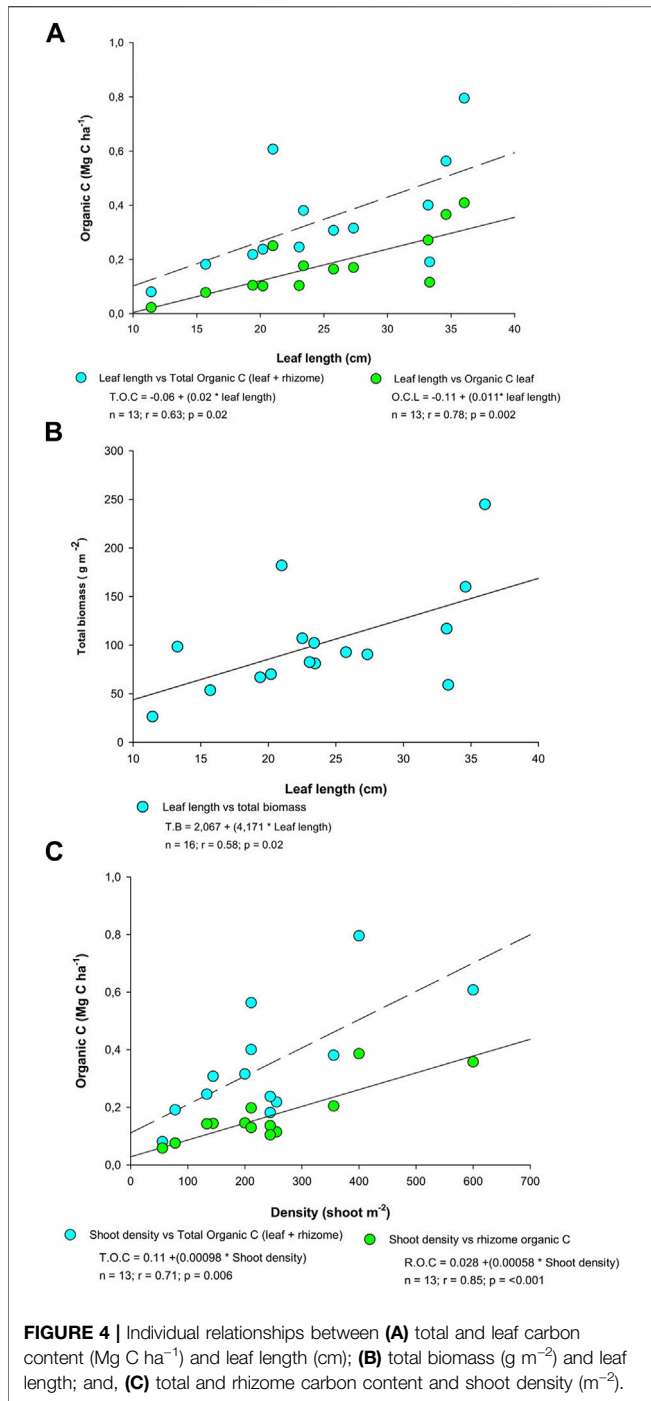 A
Organic C (Mg C ha⁻¹)
1,0
0,8
0,6
0,4
0,2
0,0
10 15 20 25 30 35 40
Leaf length (cm)
Leaf length vs Total Organic C (leaf + rhizome) Leaf length vs Organic C leaf
T.O.C = -0.06 + (0.02 * leaf length) O.C.L = -0.11 + (0.011* leaf length)
n = 13; r = 0.63; p = 0.02 n = 13; r = 0.78; p = 0.002
B
Total biomass ( g m⁻²)
300
250
200
150
100
50
0
10 15 20 25 30 35 40
Leaf length (cm)
Leaf length vs total biomass
T.B = 2,067 + (4,171 * Leaf length)
n = 16; r = 0.58; p = 0.02
C
Organic C (Mg C ha⁻¹)
1,0
0,8
0,6
0,4
0,2
0,0
0 100 200 300 400 500 600 700
Density (shoot m⁻²)
Shoot density vs Total Organic C (leaf + rhizome) Shoot density vs rhizome organic C
T.O.C = 0.11 +(0.00098 * Shoot density) R.O.C = 0.028 +(0.00058 * Shoot density)
n = 13; r = 0.71; p = 0.006 n = 13; r = 0.85; p = <0.001
FIGURE 4 | Individual relationships between (A) total and leaf carbon
content (Mg C ha⁻¹) and leaf length (cm); (B) total biomass (g m⁻²) and leaf
length; and, (C) total and rhizome carbon content and shoot density (m⁻²).